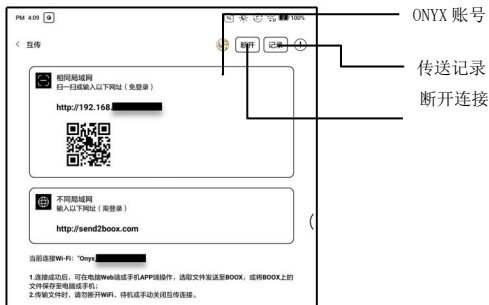 PM 4:09
100%
ONYX 账号
互传
断开
记录
传送记录
断开连接
相同局域网
扫一扫或输入以下网址（免登录）
http://192.168.
不同局域网
输入以下网址（需登录）
http://send2boox.com
当前连接Wi-Fi："Onyx_
1.连接成功后，可在电脑Web端或手机APP端操作，选取文件发送至BOOX，或将BOOX上的
文件保存至电脑或手机;
2.传输文件时，请勿断开WiFi、待机或手动关闭互传连接。